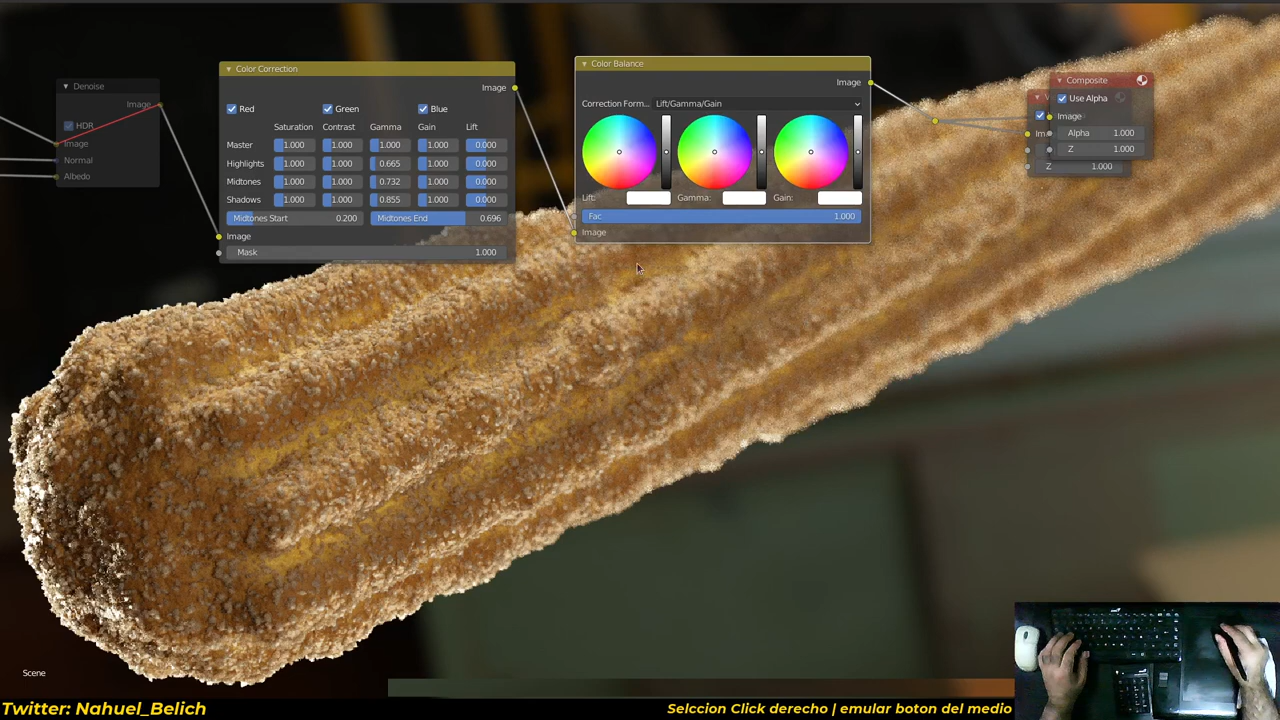 Denoise
Image
HDR
Image
Normal
Albedo
Color Correction
Image
Red Green Blue
Saturation Contrast Gamma Gain Lift
Master 1.000 1.000 1.000 1.000 0.000
Highlights 1.000 1.000 0.665 1.000 0.000
Midtones 1.000 1.000 0.732 1.000 0.000
Shadows 1.000 1.000 0.855 1.000 0.000
Midtones Start 0.200 Midtones End 0.696
Image
Mask 1.000
Color Balance
Image
Correction Form... Lift/Gamma/Gain
Lift: Gamma: Gain:
Fac 1.000
Image
Composite
Use Alpha
Image
Alpha 1.000
Z 1.000
Z 1.000
Scene
Twitter: Nahuel_Belich
Selccion Click derecho | emular boton del medio